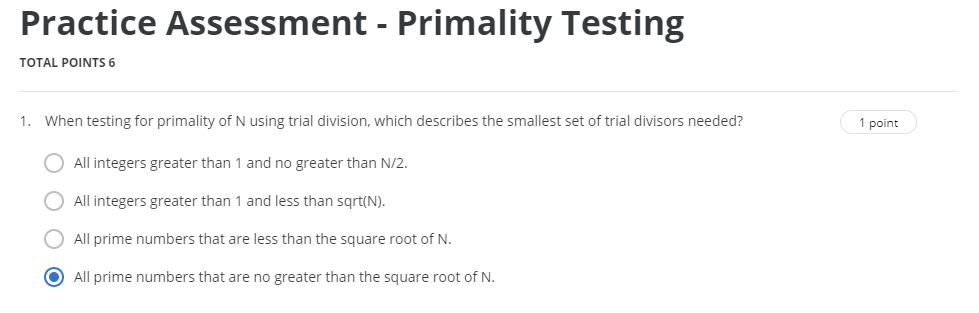 Practice Assessment - Primality Testing
TOTAL POINTS 6
1. When testing for primality of N using trial division, which describes the smallest set of trial divisors needed?
1 point
All integers greater than 1 and no greater than N/2.
All integers greater than 1 and less than sqrt(N).
All prime numbers that are less than the square root of N.
All prime numbers that are no greater than the square root of N.